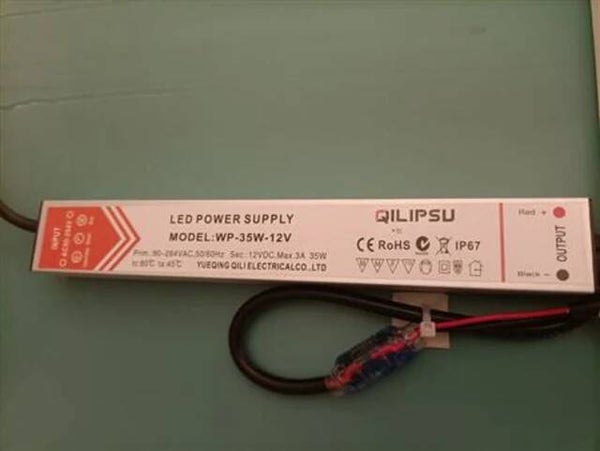 INPUT
LED POWER SUPPLY
MODEL:WP-35W-12V
Prim.:90-264VAC,50/60Hz Sec.:12VDC,Max.3A 35W
tc:80℃ ta:45℃ YUEQING QILI ELECTRICAL CO.,LTD
QILIPSU
CE RoHS IP67
Red +
OUTPUT
Black −